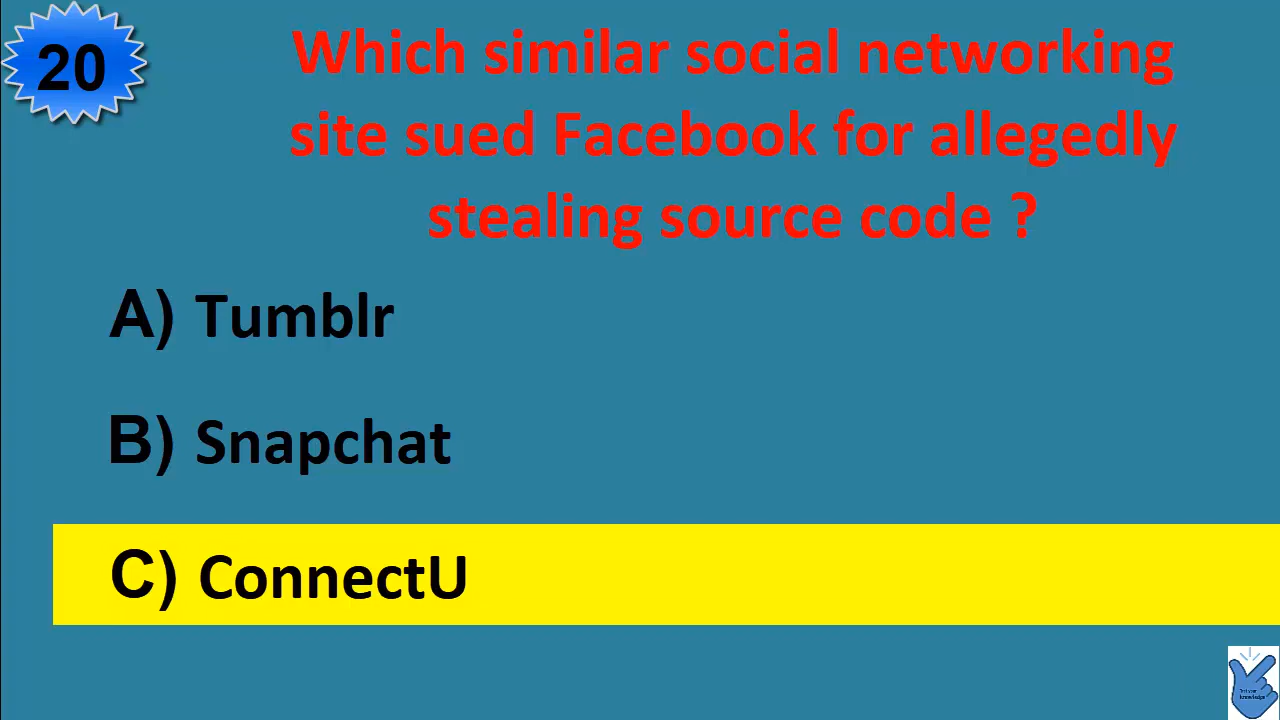 20
Which similar social networking
site sued Facebook for allegedly
stealing source code ?
A) Tumblr
B) Snapchat
C) ConnectU